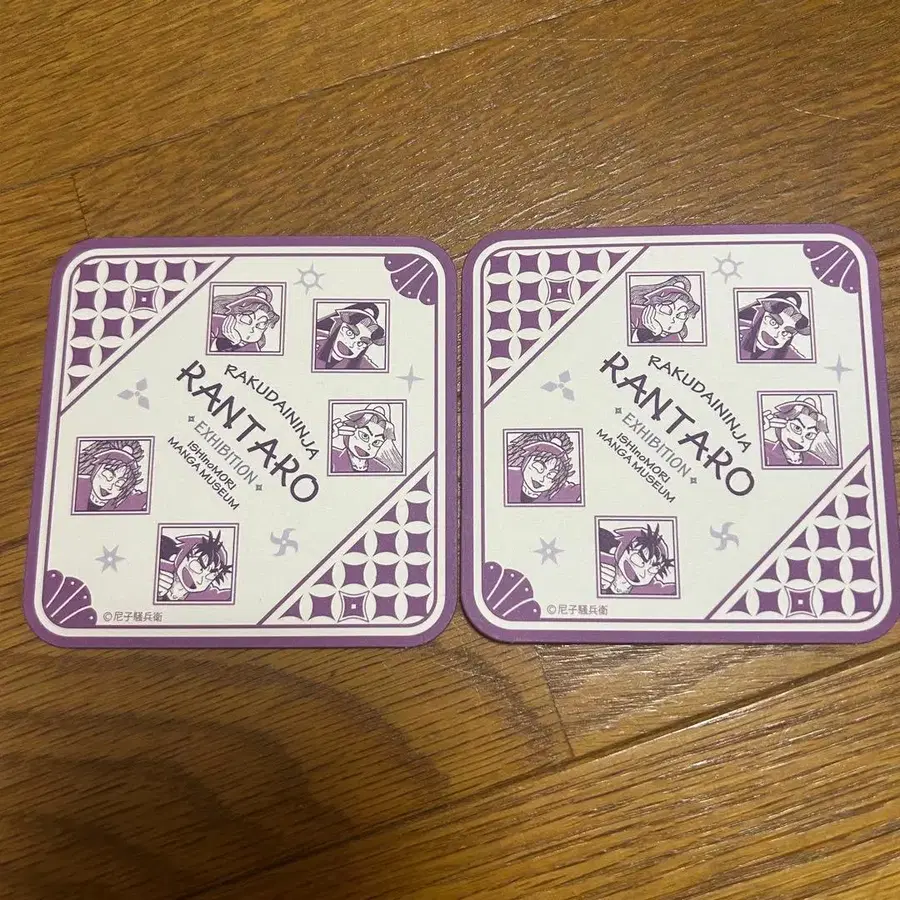 RAKUDAININJA
RANTARO
EXHIBITION
ISHInoMORI
MANGA MUSEUM
©尼子騒兵衛
RAKUDAININJA
RANTARO
EXHIBITION
ISHInoMORI
MANGA MUSEUM
©尼子騒兵衛